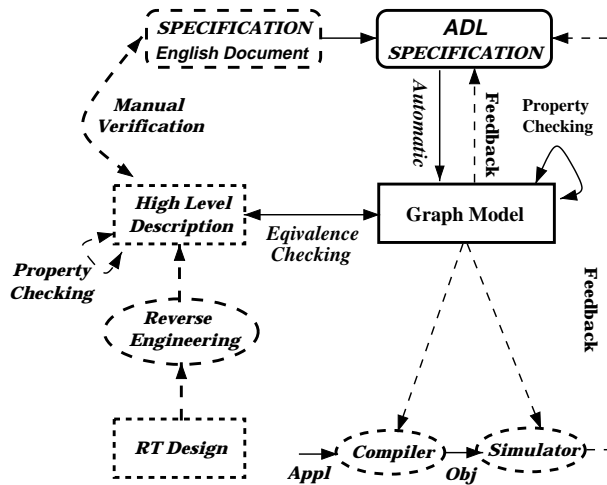 SPECIFICATION
English Document
ADL
SPECIFICATION
Manual
Verification
Automatic
Feedback
Property
Checking
High Level
Description
Graph Model
Eqivalence
Checking
Property
Checking
Feedback
Reverse
Engineering
RT Design
Appl
Compiler
Obj
Simulator